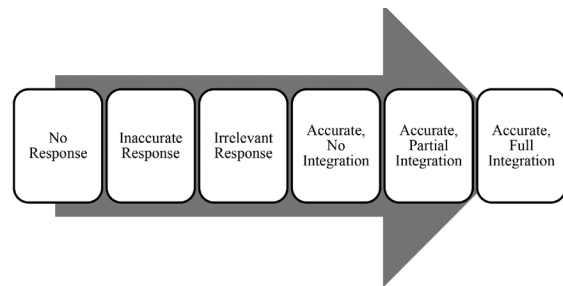 No
Response
Inaccurate
Response
Irrelevant
Response
Accurate,
No
Integration
Accurate,
Partial
Integration
Accurate,
Full
Integration